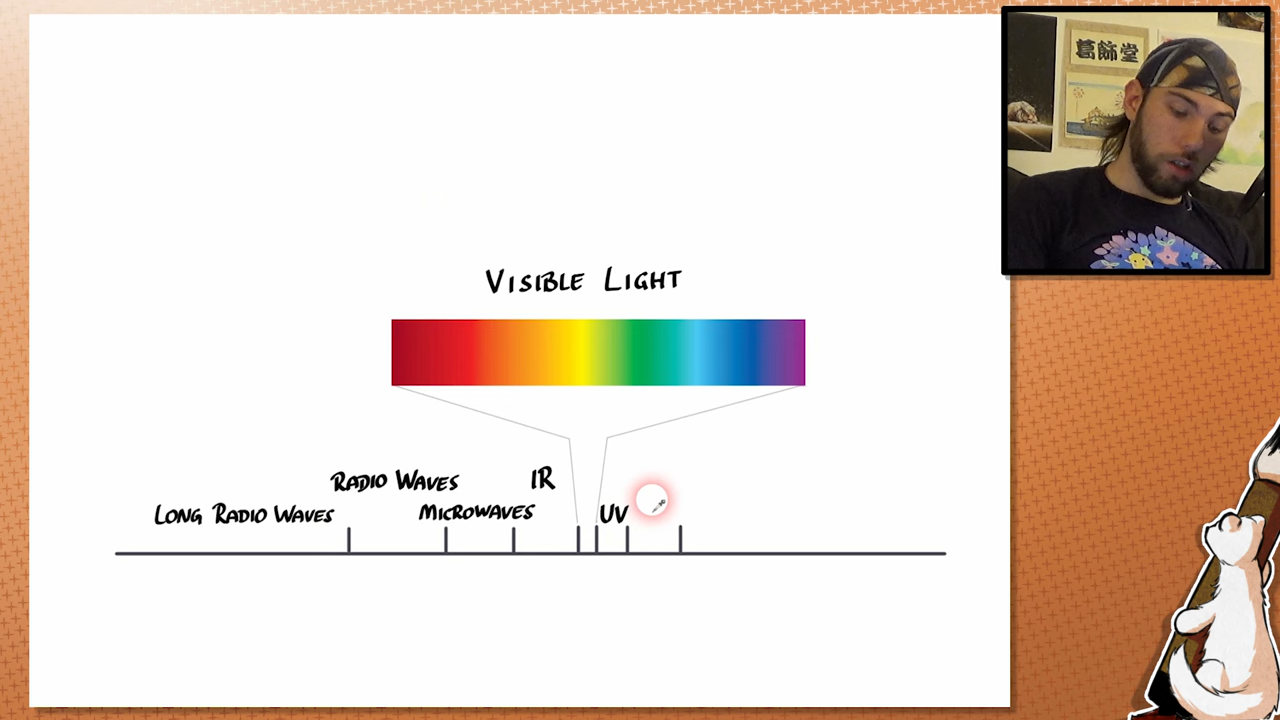 葛飾堂
VISIBLE LIGHT
RADIO WAVES
IR
LONG RADIO WAVES
MICROWAVES
UV